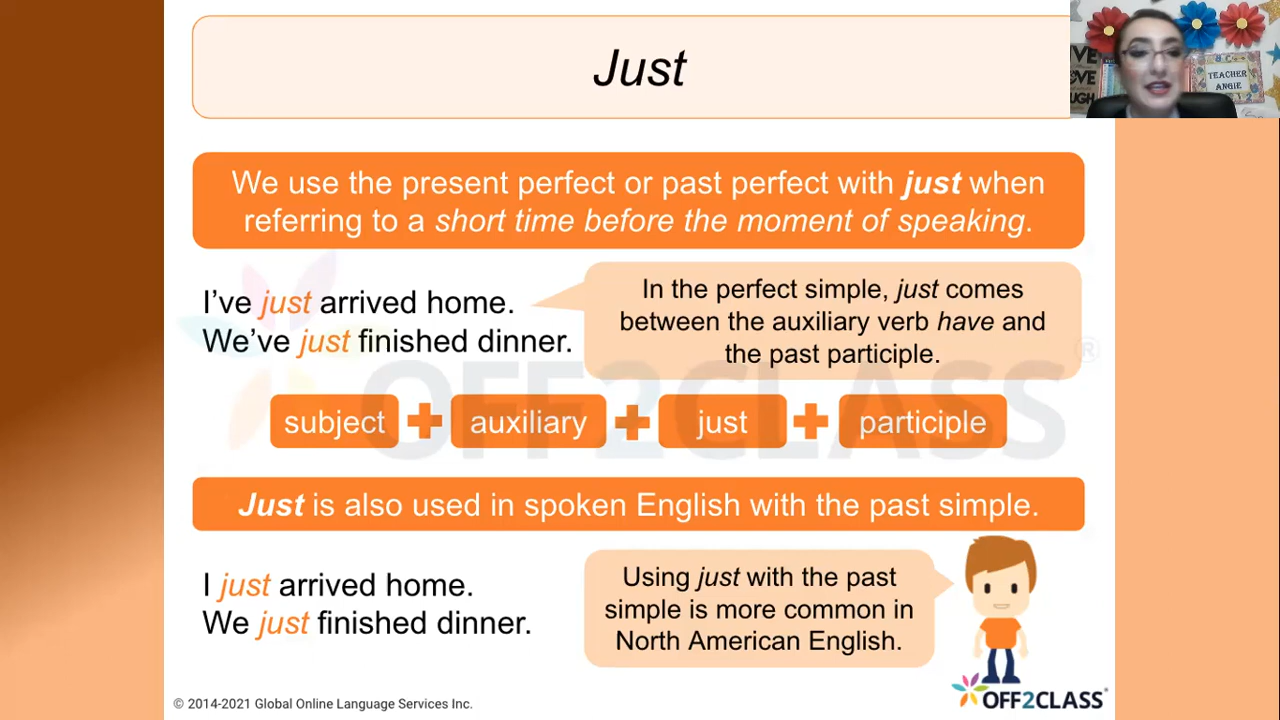 Just
TEACHER
ANGIE
We use the present perfect or past perfect with just when
referring to a short time before the moment of speaking.
I've just arrived home.
We've just finished dinner.
In the perfect simple, just comes
between the auxiliary verb have and
the past participle.
OFF2CLASS®
subject + auxiliary + just + participle
Just is also used in spoken English with the past simple.
I just arrived home.
We just finished dinner.
Using just with the past
simple is more common in
North American English.
OFF2CLASS®
© 2014-2021 Global Online Language Services Inc.